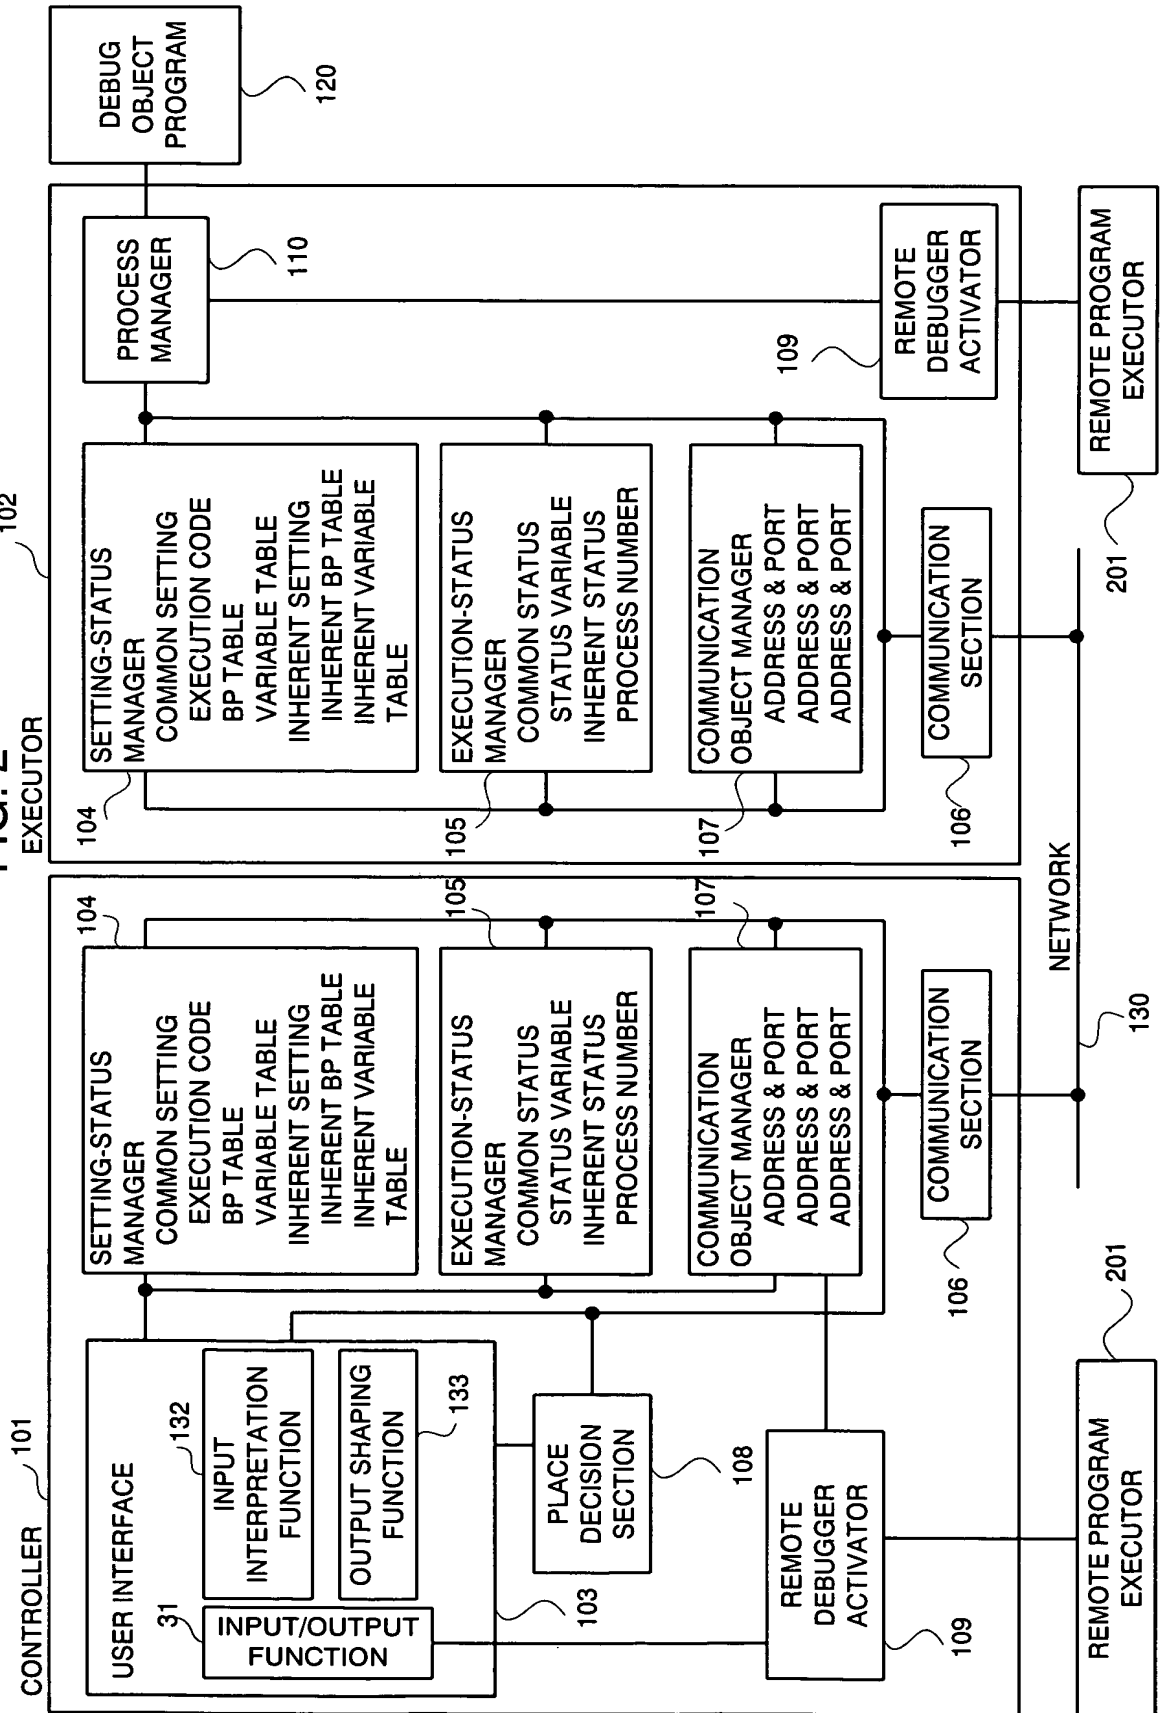 FIG. 2
CONTROLLER
101
USER INTERFACE
31
INPUT/OUTPUT
FUNCTION
132
INPUT
INTERPRETATION
FUNCTION
OUTPUT SHAPING
FUNCTION
133
103
PLACE
DECISION
SECTION
108
REMOTE
DEBUGGER
ACTIVATOR
109
REMOTE PROGRAM
EXECUTOR
201
104
SETTING-STATUS
MANAGER
COMMON SETTING
EXECUTION CODE
BP TABLE
VARIABLE TABLE
INHERENT SETTING
INHERENT BP TABLE
INHERENT VARIABLE
TABLE
105
EXECUTION-STATUS
MANAGER
COMMON STATUS
STATUS VARIABLE
INHERENT STATUS
PROCESS NUMBER
107
COMMUNICATION
OBJECT MANAGER
ADDRESS & PORT
ADDRESS & PORT
ADDRESS & PORT
COMMUNICATION
SECTION
106
NETWORK
130
EXECUTOR
102
104
SETTING-STATUS
MANAGER
COMMON SETTING
EXECUTION CODE
BP TABLE
VARIABLE TABLE
INHERENT SETTING
INHERENT BP TABLE
INHERENT VARIABLE
TABLE
105
EXECUTION-STATUS
MANAGER
COMMON STATUS
STATUS VARIABLE
INHERENT STATUS
PROCESS NUMBER
107
COMMUNICATION
OBJECT MANAGER
ADDRESS & PORT
ADDRESS & PORT
ADDRESS & PORT
COMMUNICATION
SECTION
106
PROCESS
MANAGER
110
109
REMOTE
DEBUGGER
ACTIVATOR
REMOTE PROGRAM
EXECUTOR
201
DEBUG
OBJECT
PROGRAM
120